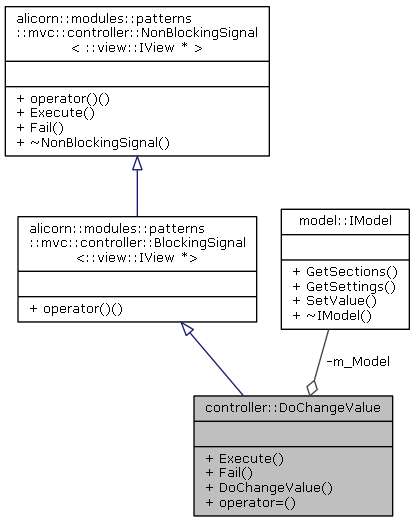 alicorn::modules::patterns
::mvc::controller::NonBlockingSignal
< ::view::IView * >
+ operator()()
+ Execute()
+ Fail()
+ ~NonBlockingSignal()
alicorn::modules::patterns
::mvc::controller::BlockingSignal
<::view::IView *>
+ operator()()
model::IModel
+ GetSections()
+ GetSettings()
+ SetValue()
+ ~IModel()
-m_Model
controller::DoChangeValue
+ Execute()
+ Fail()
+ DoChangeValue()
+ operator=()